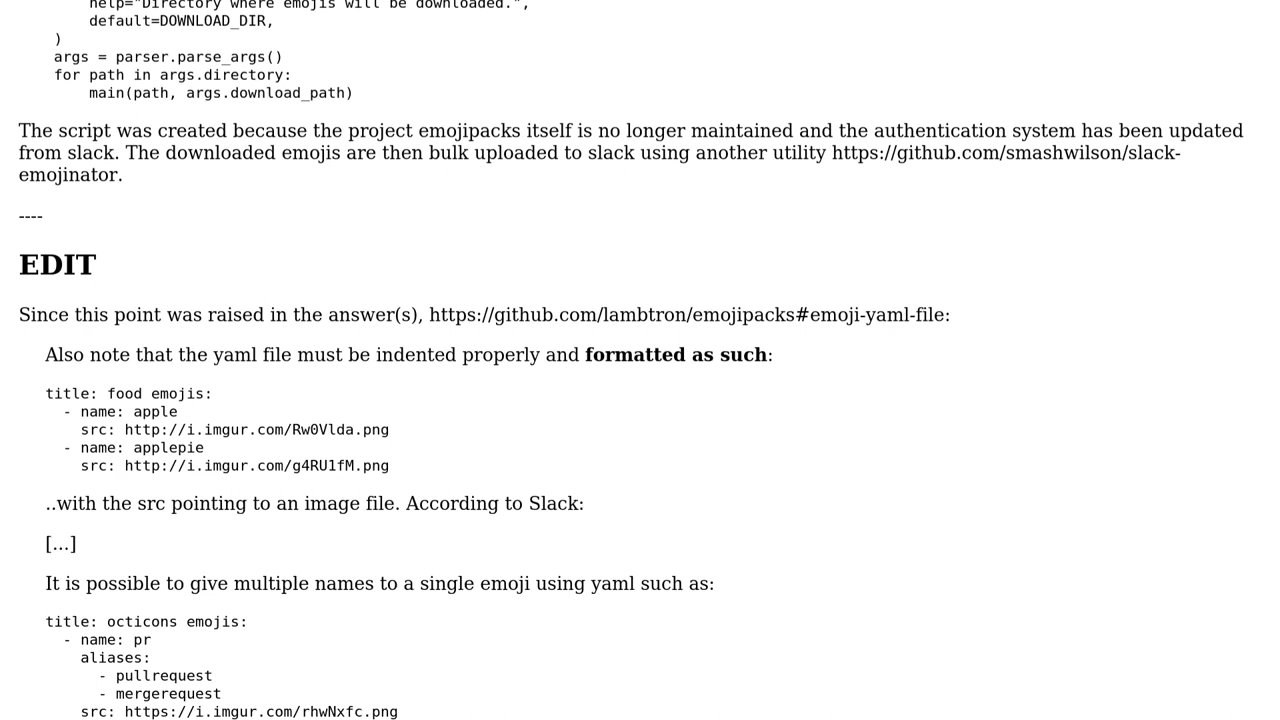 help="Directory where emojis will be downloaded.",
default=DOWNLOAD_DIR,
)
args = parser.parse_args()
for path in args.directory:
main(path, args.download_path)
The script was created because the project emojipacks itself is no longer maintained and the authentication system has been updated
from slack. The downloaded emojis are then bulk uploaded to slack using another utility https://github.com/smashwilson/slack-
emojinator.
----
EDIT
Since this point was raised in the answer(s), https://github.com/lambtron/emojipacks#emoji-yaml-file:
Also note that the yaml file must be indented properly and formatted as such:
title: food emojis:
- name: apple
src: http://i.imgur.com/Rw0Vlda.png
- name: applepie
src: http://i.imgur.com/g4RU1fM.png
..with the src pointing to an image file. According to Slack:
[...]
It is possible to give multiple names to a single emoji using yaml such as:
title: octicons emojis:
- name: pr
aliases:
- pullrequest
- mergerequest
src: https://i.imgur.com/rhwNxfc.png